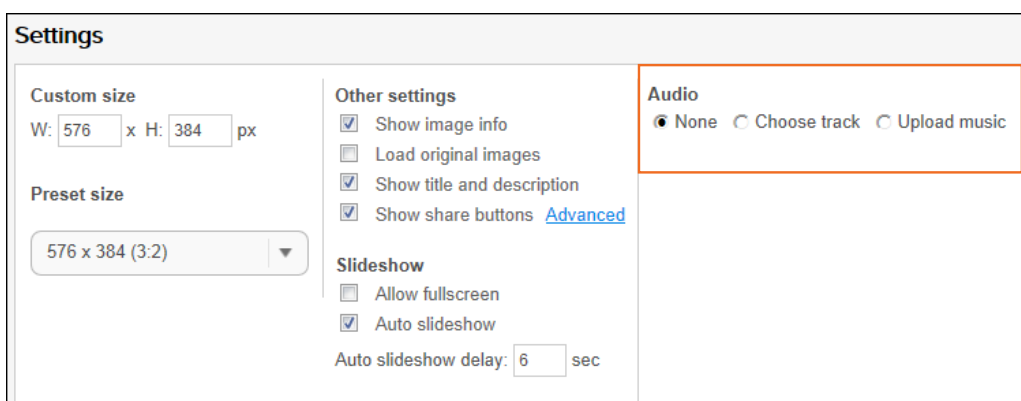 Settings
Custom size
W: 576 x H: 384 px
Preset size
576 x 384 (3:2)
Other settings
Show image info
Load original images
Show title and description
Show share buttons Advanced
Slideshow
Allow fullscreen
Auto slideshow
Auto slideshow delay: 6 sec
Audio
None Choose track Upload music